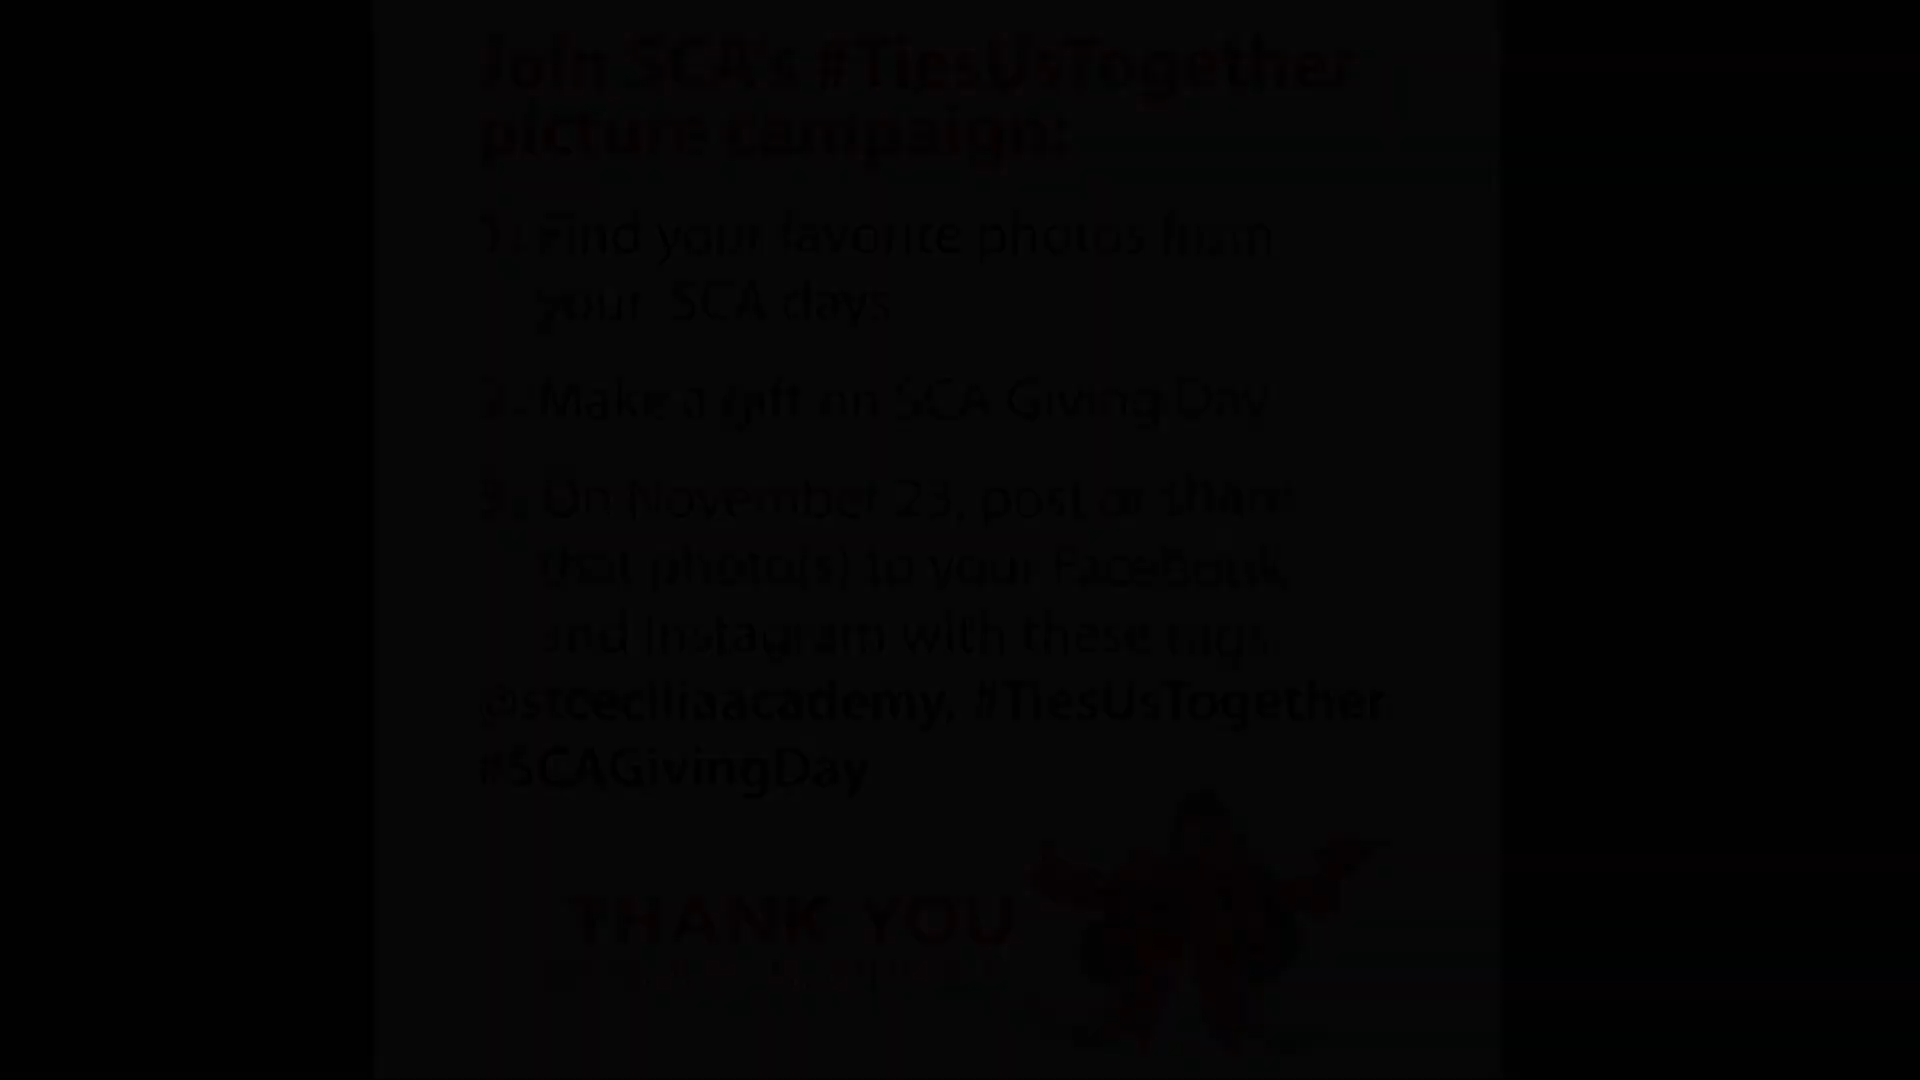 Join SCA's #TiesUsTogether
picture campaign:
1. Find your favorite photos from
your SCA days
2. Make a gift on SCA Giving Day
3. On November 23, post or share
that photo(s) to your FaceBook
and Instagram with these tags
@stceciliaacademy, #TiesUsTogether
#SCAGivingDay
THANK YOU